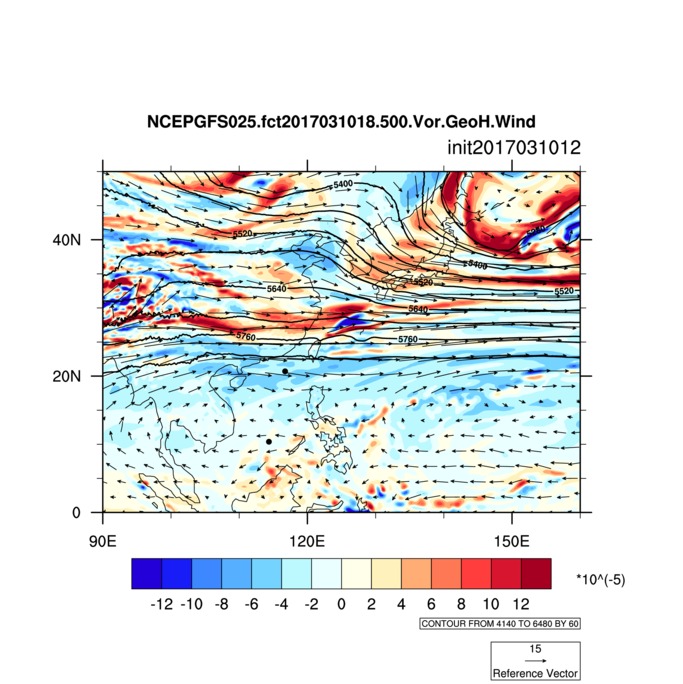 NCEPGFS025.fct2017031018.500.Vor.GeoH.Wind
init2017031012
5400
5520
40N
5400
5520
5640
5520
5640
5760
5760
20N
0
90E 120E 150E
-12 -10 -8 -6 -4 -2 0 2 4 6 8 10 12
*10^(-5)
CONTOUR FROM 4140 TO 6480 BY 60
15
Reference Vector